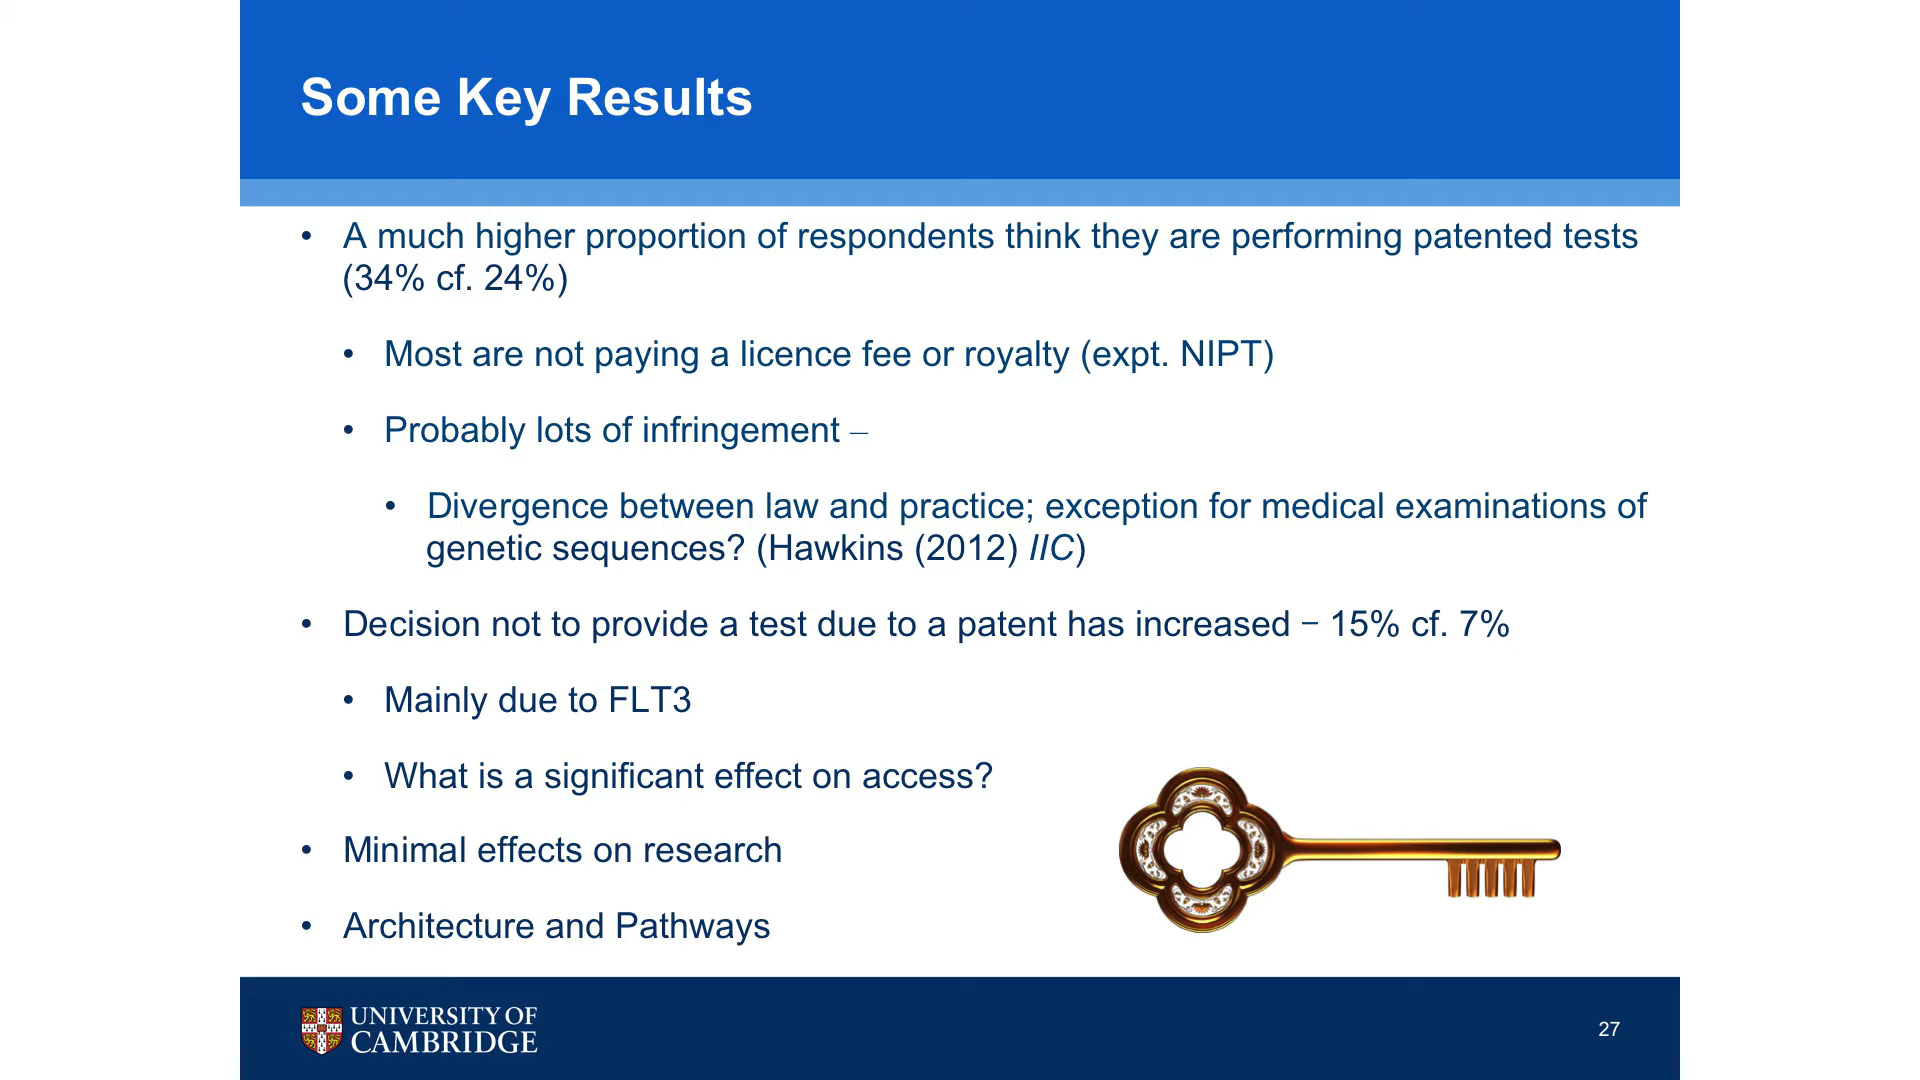 Some Key Results
• A much higher proportion of respondents think they are performing patented tests
(34% cf. 24%)
• Most are not paying a licence fee or royalty (expt. NIPT)
• Probably lots of infringement –
• Divergence between law and practice; exception for medical examinations of
genetic sequences? (Hawkins (2012) IIC)
• Decision not to provide a test due to a patent has increased − 15% cf. 7%
• Mainly due to FLT3
• What is a significant effect on access?
• Minimal effects on research
• Architecture and Pathways
UNIVERSITY OF
CAMBRIDGE
27